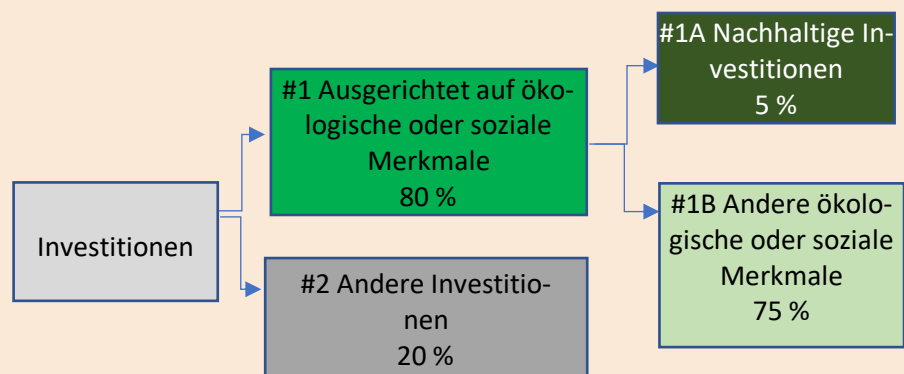 Investitionen
#1 Ausgerichtet auf öko-
logische oder soziale
Merkmale
80 %
#2 Andere Investitio-
nen
20 %
#1A Nachhaltige In-
vestitionen
5 %
#1B Andere ökolo-
gische oder soziale
Merkmale
75 %